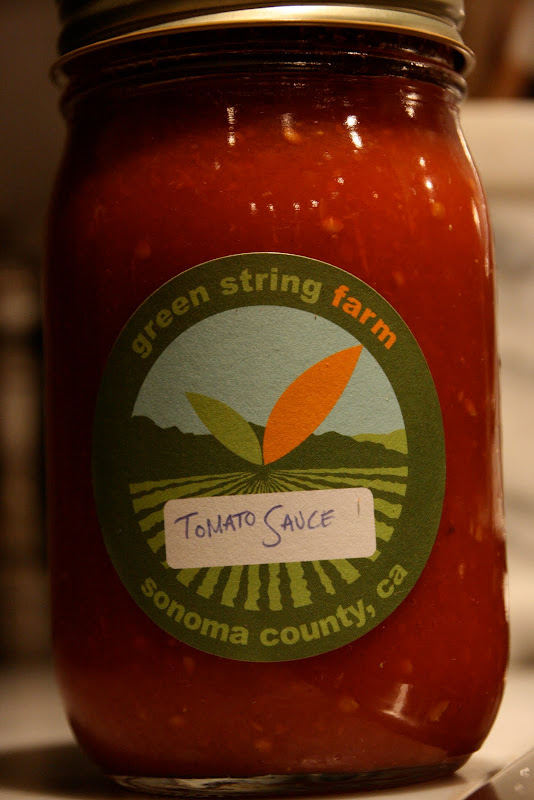 green string farm
TOMATO SAUCE
sonoma county, ca